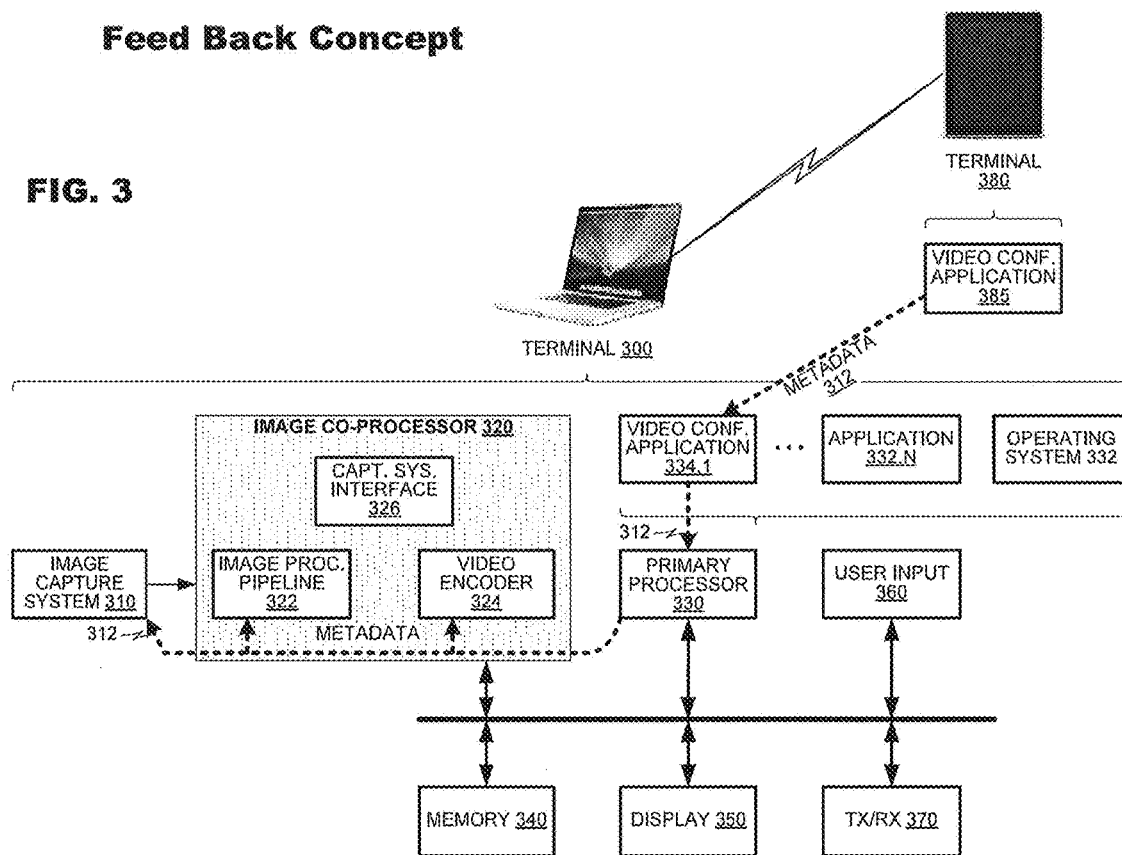 Feed Back Concept
FIG. 3
TERMINAL
380
VIDEO CONF.
APPLICATION
385
TERMINAL 300
METADATA
312
IMAGE CO-PROCESSOR 320
CAPT. SYS.
INTERFACE
326
VIDEO CONF.
APPLICATION
334.1
...
APPLICATION
332.N
OPERATING
SYSTEM 332
312
IMAGE
CAPTURE
SYSTEM 310
IMAGE PROC.
PIPELINE
322
VIDEO
ENCODER
324
PRIMARY
PROCESSOR
330
USER INPUT
360
312
METADATA
MEMORY 340
DISPLAY 350
TX/RX 370